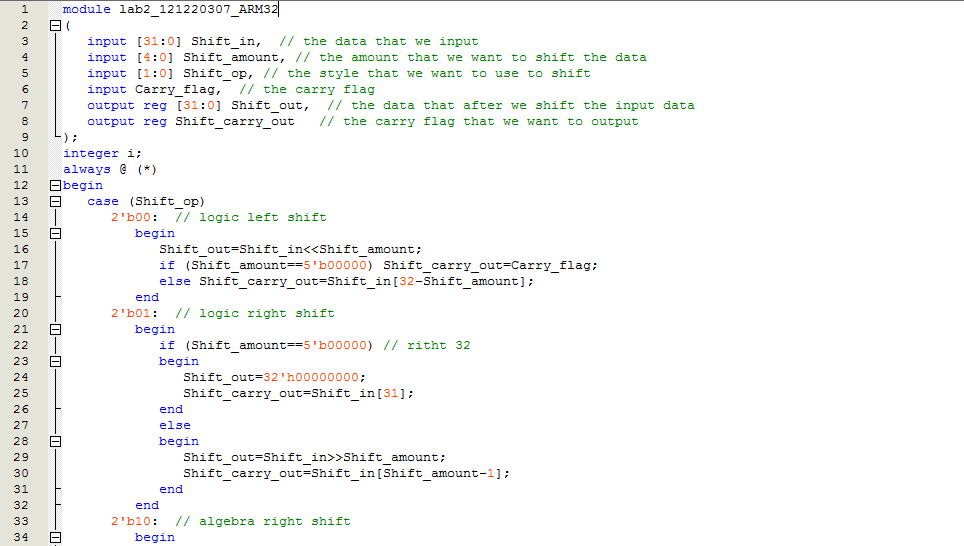 1 module lab2_121220307_ARM32
2 (
3 input [31:0] Shift_in, // the data that we input
4 input [4:0] Shift_amount, // the amount that we want to shift the data
5 input [1:0] Shift_op, // the style that we want to use to shift
6 input Carry_flag, // the carry flag
7 output reg [31:0] Shift_out, // the data that after we shift the input data
8 output reg Shift_carry_out // the carry flag that we want to output
9 );
10 integer i;
11 always @ (*)
12 begin
13 case (Shift_op)
14 2'b00: // logic left shift
15 begin
16 Shift_out=Shift_in<<Shift_amount;
17 if (Shift_amount==5'b00000) Shift_carry_out=Carry_flag;
18 else Shift_carry_out=Shift_in[32-Shift_amount];
19 end
20 2'b01: // logic right shift
21 begin
22 if (Shift_amount==5'b00000) // ritht 32
23 begin
24 Shift_out=32'h00000000;
25 Shift_carry_out=Shift_in[31];
26 end
27 else
28 begin
29 Shift_out=Shift_in>>Shift_amount;
30 Shift_carry_out=Shift_in[Shift_amount-1];
31 end
32 end
33 2'b10: // algebra right shift
34 begin